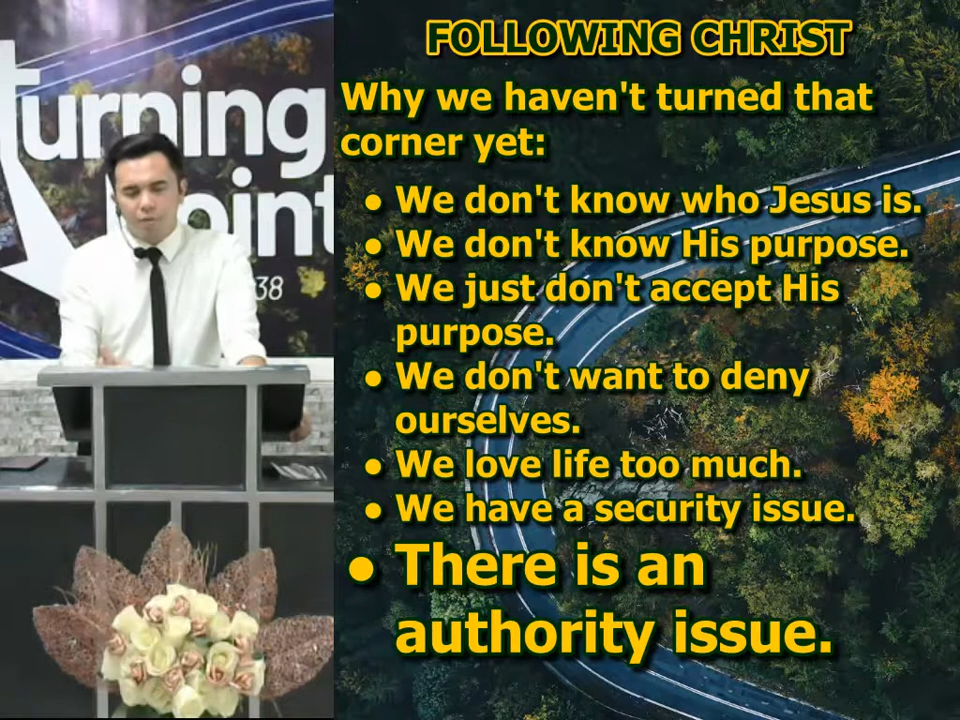 turning
Point
38
FOLLOWING CHRIST
Why we haven't turned that
corner yet:
● We don't know who Jesus is.
● We don't know His purpose.
● We just don't accept His
purpose.
● We don't want to deny
ourselves.
● We love life too much.
● We have a security issue.
● There is an
authority issue.